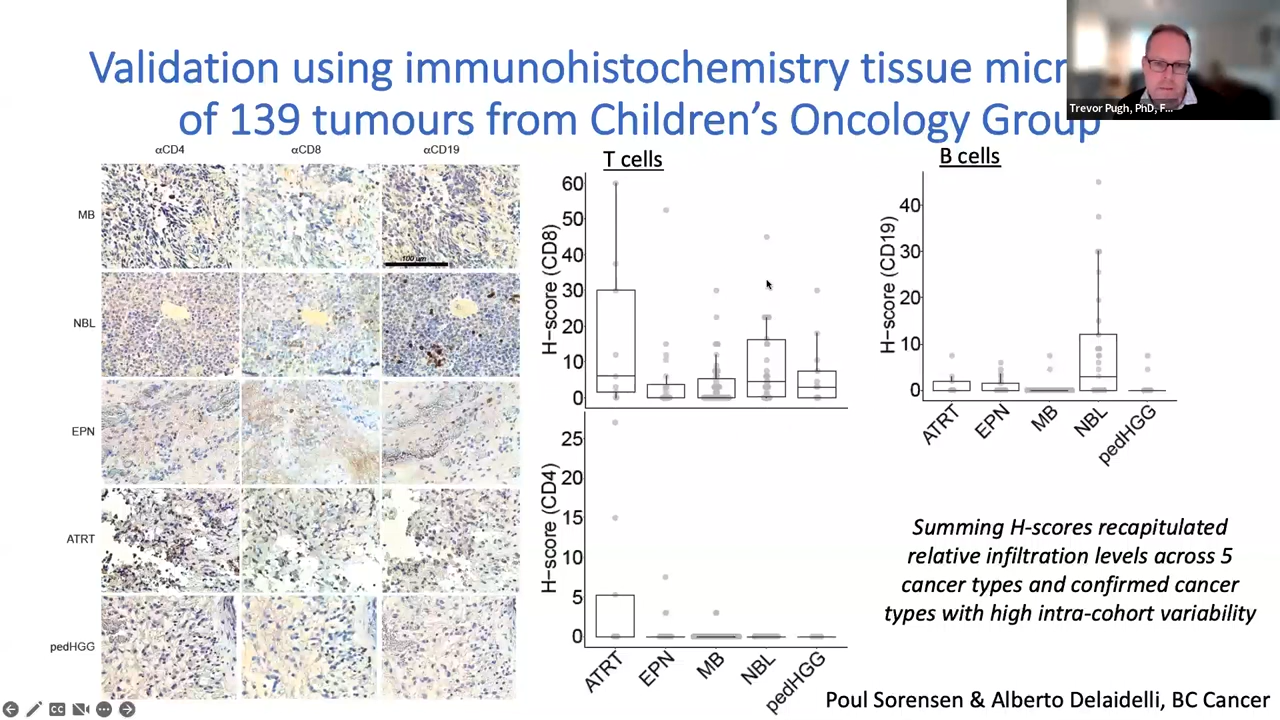 Validation using immunohistochemistry tissue micr
of 139 tumours from Children's Oncology Group
Trevor Pugh, PhD, F...
αCD4 αCD8 αCD19
MB
100 um
NBL
EPN
ATRT
pedHGG
T cells
H-score (CD8)
60
50
40
30
20
10
0
H-score (CD4)
25
20
15
10
5
0
ATRT EPN MB NBL pedHGG
B cells
H-score (CD19)
40
30
20
10
0
ATRT EPN MB NBL pedHGG
Summing H-scores recapitulated
relative infiltration levels across 5
cancer types and confirmed cancer
types with high intra-cohort variability
Poul Sorensen & Alberto Delaidelli, BC Cancer
CC